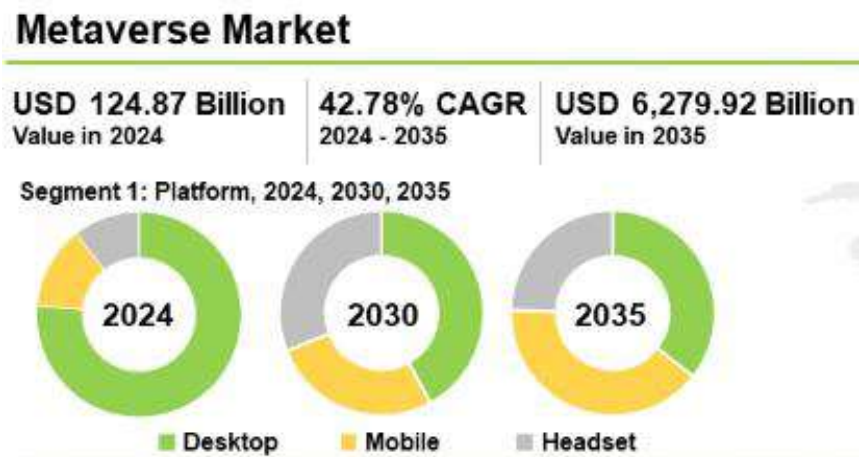 Metaverse Market
USD 124.87 Billion
Value in 2024
42.78% CAGR
2024 - 2035
USD 6,279.92 Billion
Value in 2035
Segment 1: Platform, 2024, 2030, 2035
2024
2030
2035
Desktop
Mobile
Headset